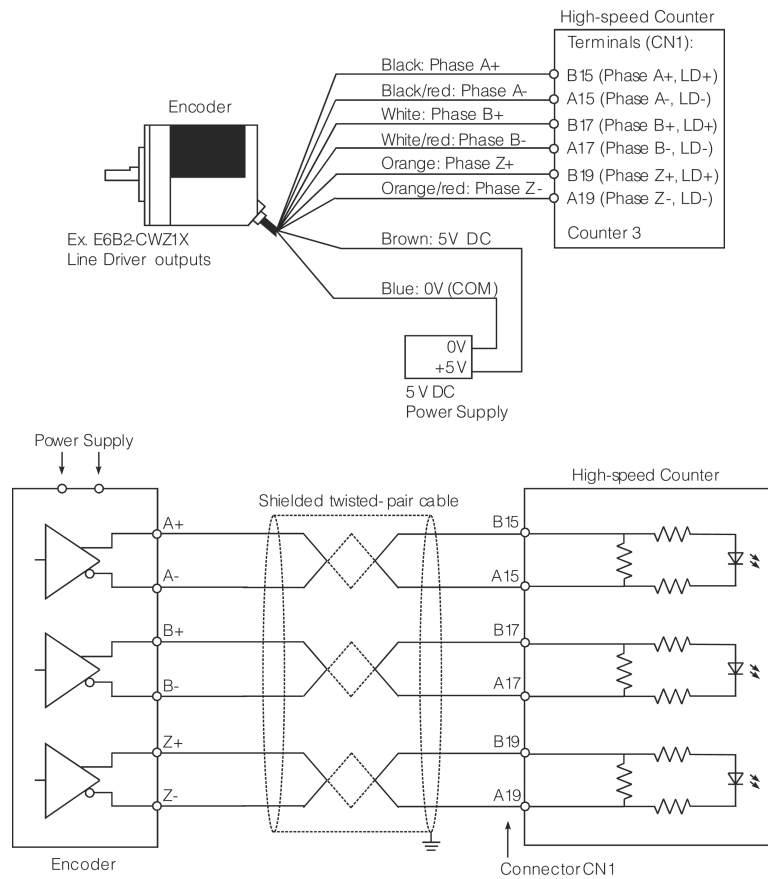 High-speed Counter
Terminals (CN1):
Black: Phase A+
B15 (Phase A+, LD+)
Black/red: Phase A-
A15 (Phase A-, LD-)
White: Phase B+
B17 (Phase B+, LD+)
White/red: Phase B-
A17 (Phase B-, LD-)
Orange: Phase Z+
B19 (Phase Z+, LD+)
Orange/red: Phase Z-
A19 (Phase Z-, LD-)
Counter 3
Encoder
Ex. E6B2-CWZ1X
Line Driver outputs
Brown: 5V DC
Blue: 0V (COM)
0V
+5V
5 V DC
Power Supply
Power Supply
High-speed Counter
Shielded twisted-pair cable
A+
B15
A-
A15
B+
B17
B-
A17
Z+
B19
Z-
A19
Encoder
Connector CN1